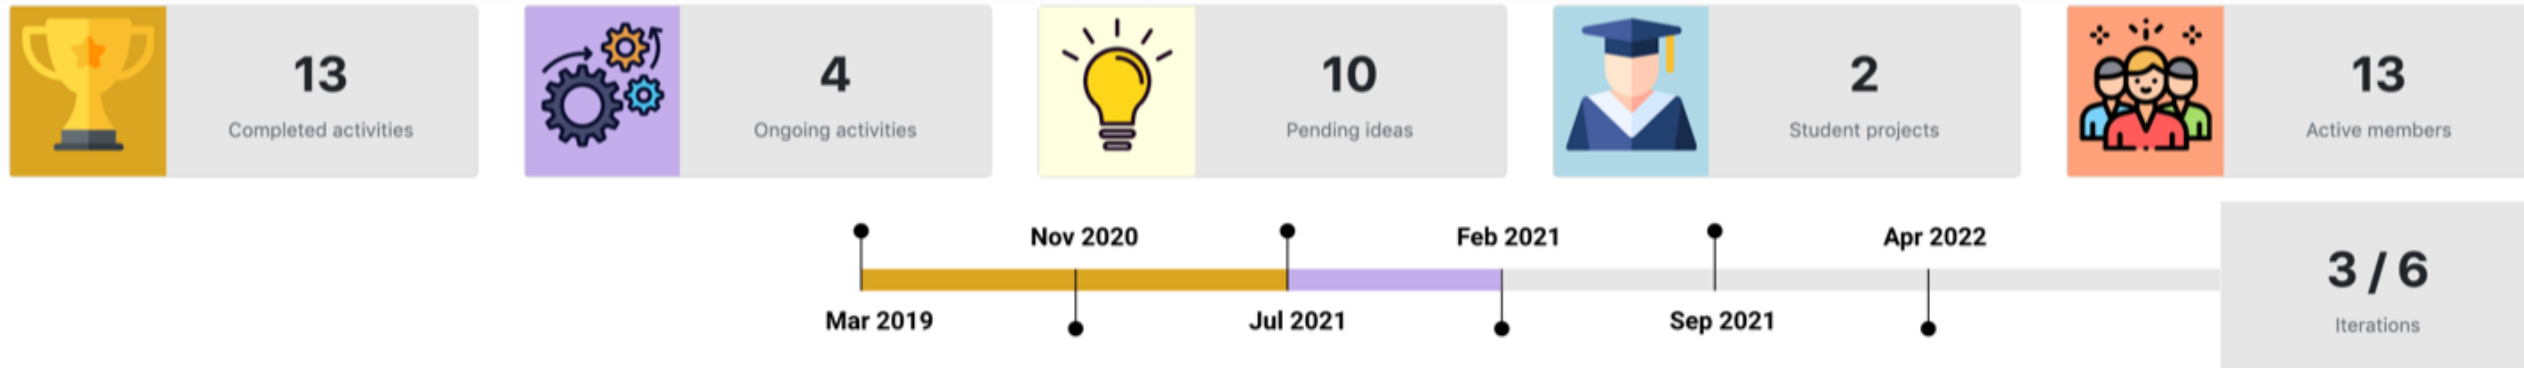 13
Completed activities
4
Ongoing activities
10
Pending ideas
2
Student projects
13
Active members
Nov 2020
Feb 2021
Apr 2022
Mar 2019
Jul 2021
Sep 2021
3 / 6
Iterations